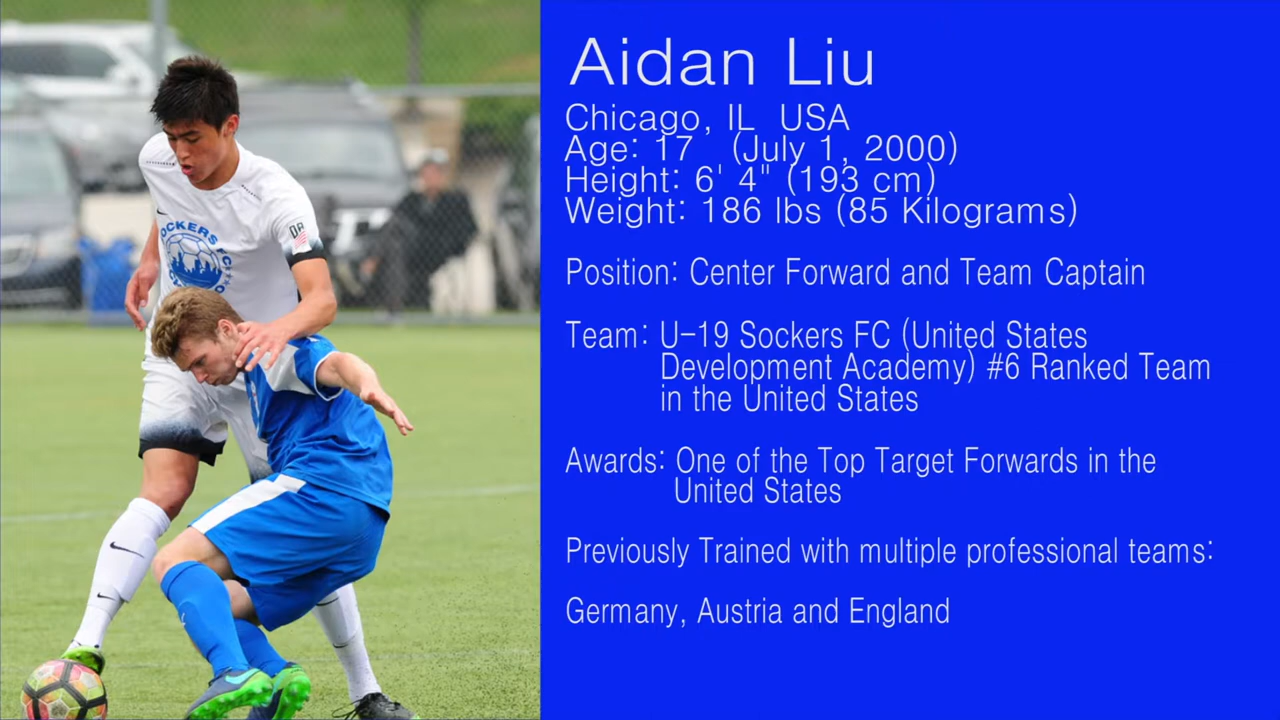 Aidan Liu
Chicago, IL USA
Age: 17 (July 1, 2000)
Height: 6' 4" (193 cm)
Weight: 186 lbs (85 Kilograms)
Position: Center Forward and Team Captain
Team: U-19 Sockers FC (United States
Development Academy) #6 Ranked Team
in the United States
Awards: One of the Top Target Forwards in the
United States
Previously Trained with multiple professional teams:
Germany, Austria and England
SOCKERS FC
DA